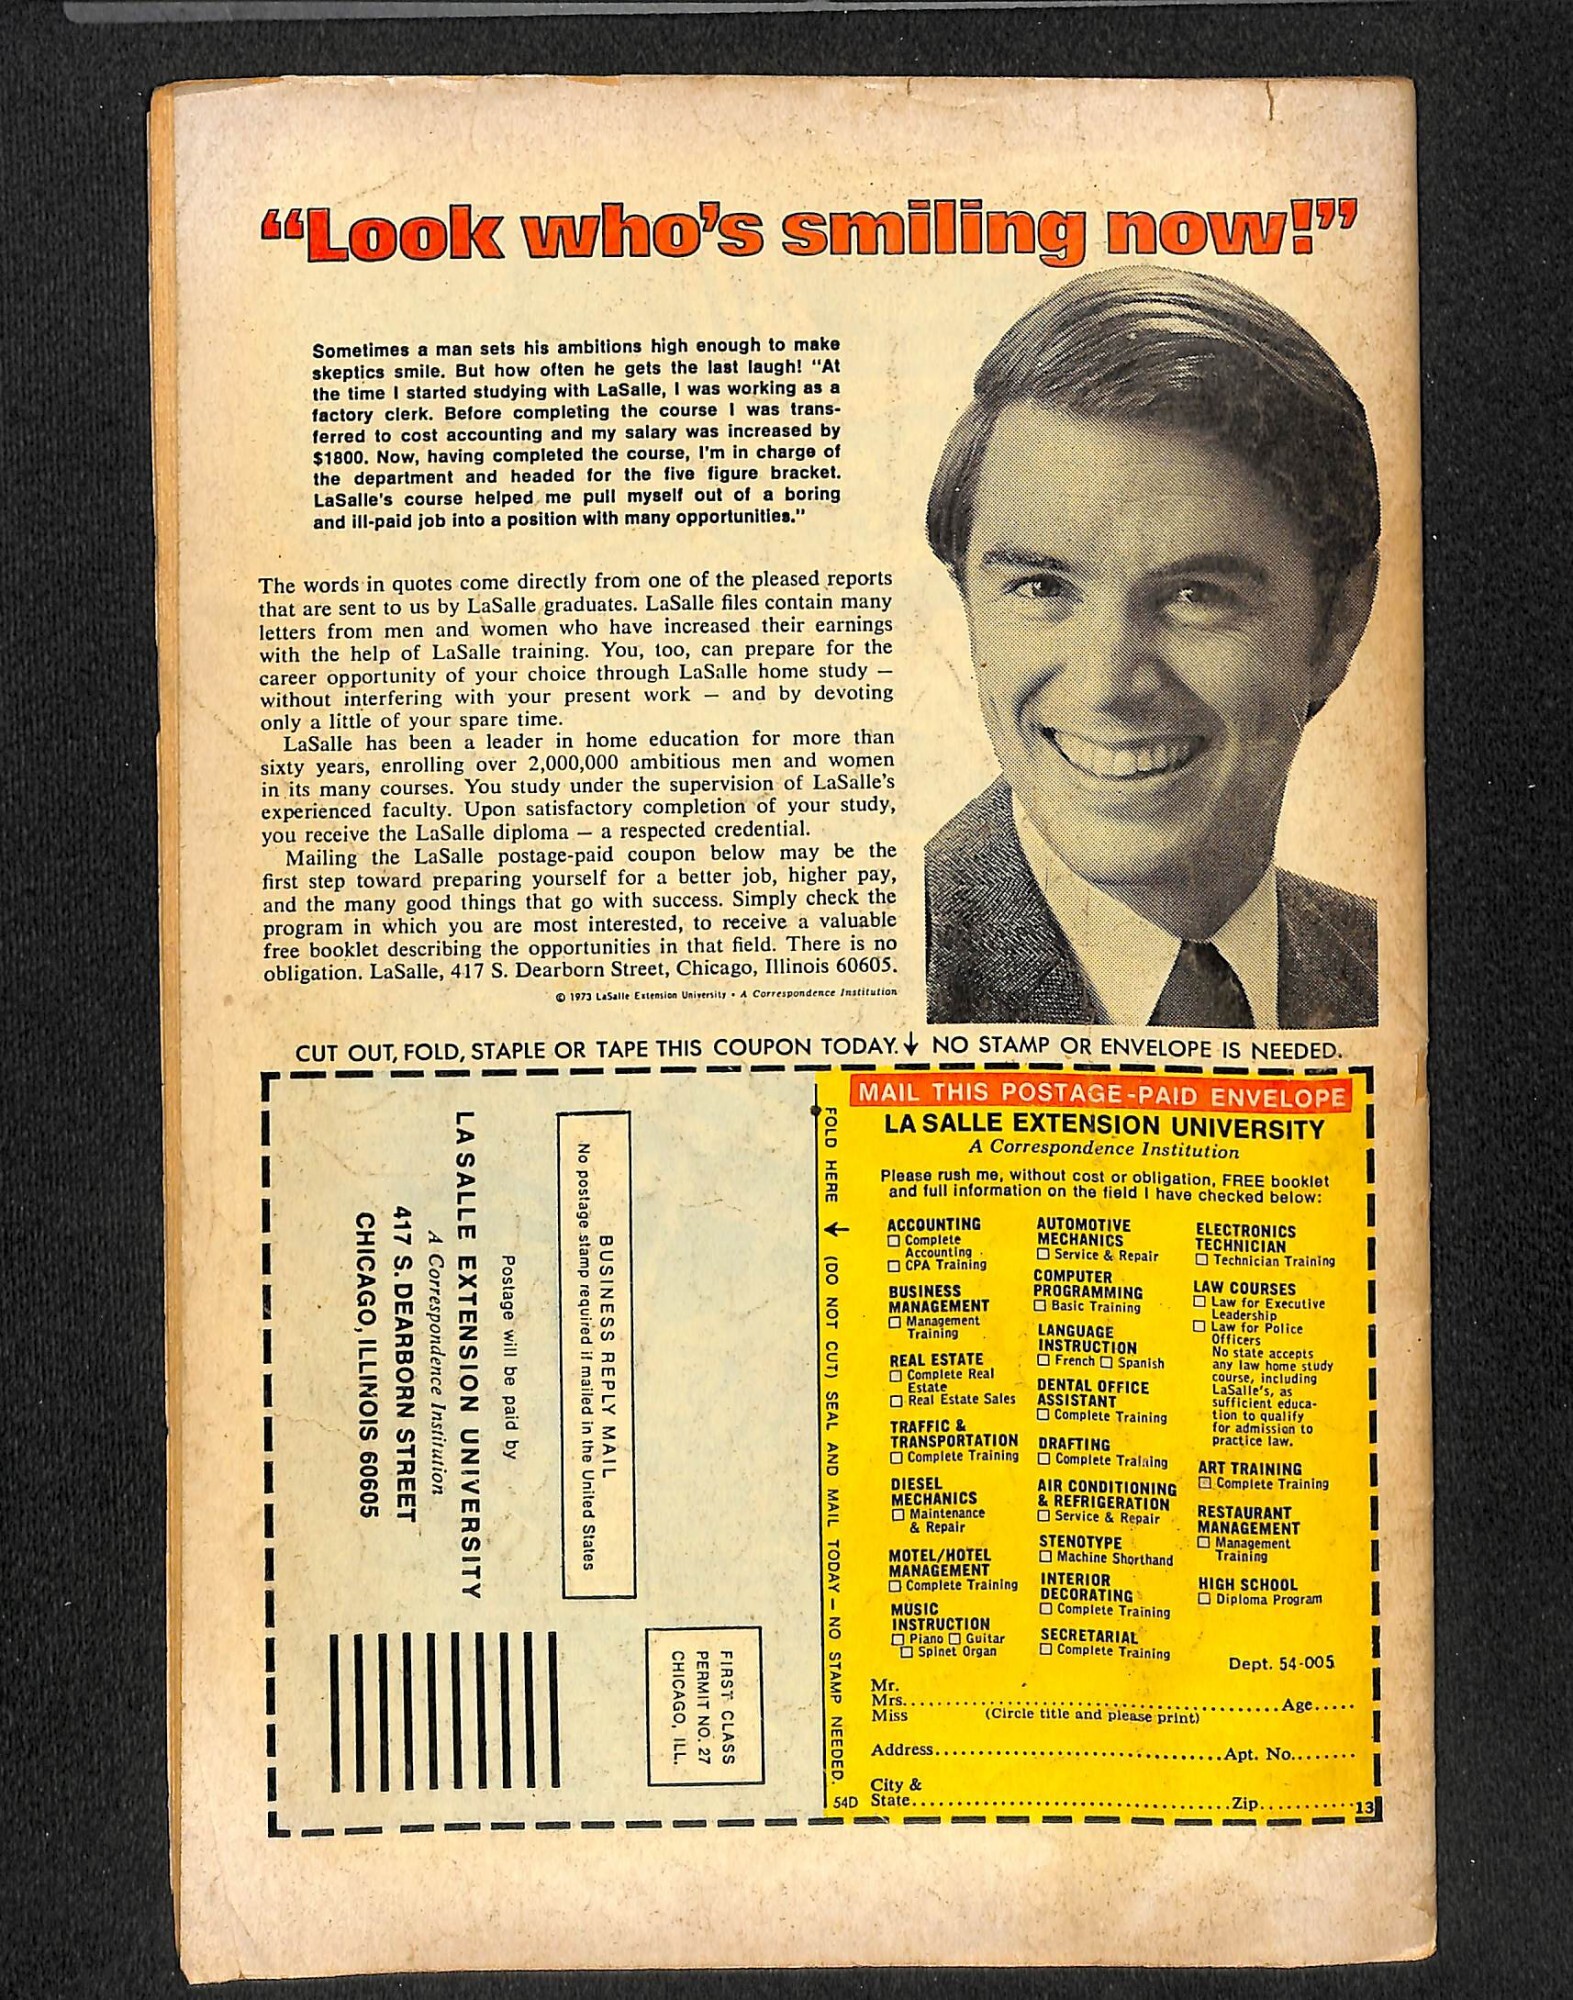 “Look who’s smiling now!”
Sometimes a man sets his ambitions high enough to make
skeptics smile. But how often he gets the last laugh! “At
the time I started studying with LaSalle, I was working as a
factory clerk. Before completing the course I was trans-
ferred to cost accounting and my salary was increased by
$1800. Now, having completed the course, I’m in charge of
the department and headed for the five figure bracket.
LaSalle’s course helped me pull myself out of a boring
and ill-paid job into a position with many opportunities.”
The words in quotes come directly from one of the pleased reports
that are sent to us by LaSalle graduates. LaSalle files contain many
letters from men and women who have increased their earnings
with the help of LaSalle training. You, too, can prepare for the
career opportunity of your choice through LaSalle home study —
without interfering with your present work — and by devoting
only a little of your spare time.
LaSalle has been a leader in home education for more than
sixty years, enrolling over 2,000,000 ambitious men and women
in its many courses. You study under the supervision of LaSalle’s
experienced faculty. Upon satisfactory completion of your study,
you receive the LaSalle diploma — a respected credential.
Mailing the LaSalle postage-paid coupon below may be the
first step toward preparing yourself for a better job, higher pay,
and the many good things that go with success. Simply check the
program in which you are most interested, to receive a valuable
free booklet describing the opportunities in that field. There is no
obligation. LaSalle, 417 S. Dearborn Street, Chicago, Illinois 60605.
© 1973 LaSalle Extension University • A Correspondence Institution
CUT OUT, FOLD, STAPLE OR TAPE THIS COUPON TODAY.↓ NO STAMP OR ENVELOPE IS NEEDED.
FIRST CLASS
PERMIT NO. 27
CHICAGO, ILL.
BUSINESS REPLY MAIL
No postage stamp required if mailed in the United States
Postage will be paid by
LA SALLE EXTENSION UNIVERSITY
A Correspondence Institution
417 S. DEARBORN STREET
CHICAGO, ILLINOIS 60605
FOLD HERE ↓ (DO NOT CUT) SEAL AND MAIL TODAY — NO STAMP NEEDED.
MAIL THIS POSTAGE-PAID ENVELOPE
LA SALLE EXTENSION UNIVERSITY
A Correspondence Institution
Please rush me, without cost or obligation, FREE booklet
and full information on the field I have checked below:
ACCOUNTING
☐ Complete
Accounting
☐ CPA Training
BUSINESS
MANAGEMENT
☐ Management
Training
REAL ESTATE
☐ Complete Real
Estate
☐ Real Estate Sales
TRAFFIC &
TRANSPORTATION
☐ Complete Training
DIESEL
MECHANICS
☐ Maintenance
& Repair
MOTEL/HOTEL
MANAGEMENT
☐ Complete Training
MUSIC
INSTRUCTION
☐ Piano ☐ Guitar
☐ Spinet Organ
AUTOMOTIVE
MECHANICS
☐ Service & Repair
COMPUTER
PROGRAMMING
☐ Basic Training
LANGUAGE
INSTRUCTION
☐ French ☐ Spanish
DENTAL OFFICE
ASSISTANT
☐ Complete Training
DRAFTING
☐ Complete Training
AIR CONDITIONING
& REFRIGERATION
☐ Service & Repair
STENOTYPE
☐ Machine Shorthand
INTERIOR
DECORATING
☐ Complete Training
SECRETARIAL
☐ Complete Training
ELECTRONICS
TECHNICIAN
☐ Technician Training
LAW COURSES
☐ Law for Executive
Leadership
☐ Law for Police
Officers
No state accepts
any law home study
course, including
LaSalle’s, as
sufficient educa-
tion to qualify
for admission to
practice law.
ART TRAINING
☐ Complete Training
RESTAURANT
MANAGEMENT
☐ Management
Training
HIGH SCHOOL
☐ Diploma Program
Dept. 54-005
Mr.
Mrs. Age
Miss (Circle title and please print)
Address Apt. No.
City &
54D State Zip 13